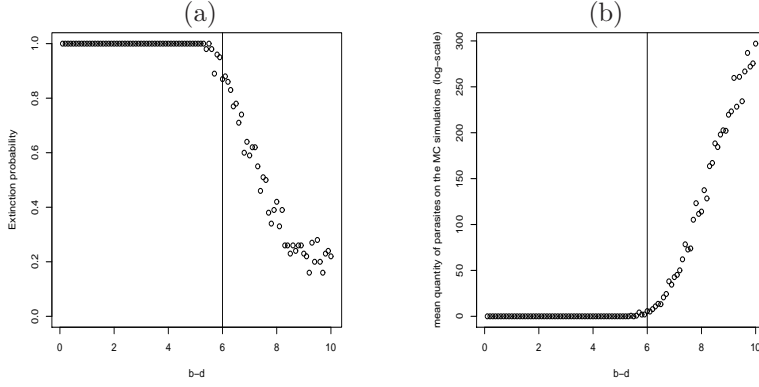 (a)
Extinction probability
1.0
0.8
0.6
0.4
0.2
0.0
0 2 4 6 8 10
b−d
(b)
mean quantity of parasites on the MC simulations (log−scale)
300
250
200
150
100
50
0
0 2 4 6 8 10
b−d